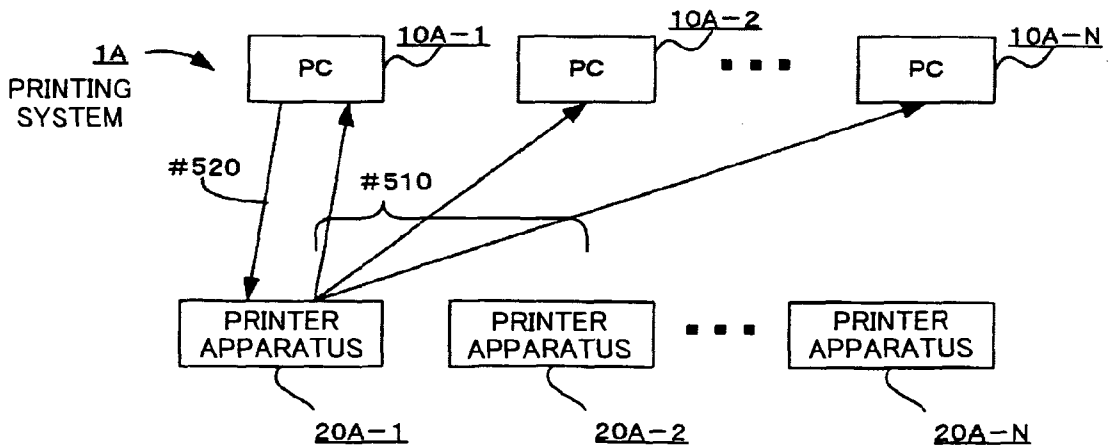 1A
PRINTING
SYSTEM
10A-1
10A-2
10A-N
PC
PC
PC
#520
#510
PRINTER
APPARATUS
PRINTER
APPARATUS
PRINTER
APPARATUS
20A-1
20A-2
20A-N